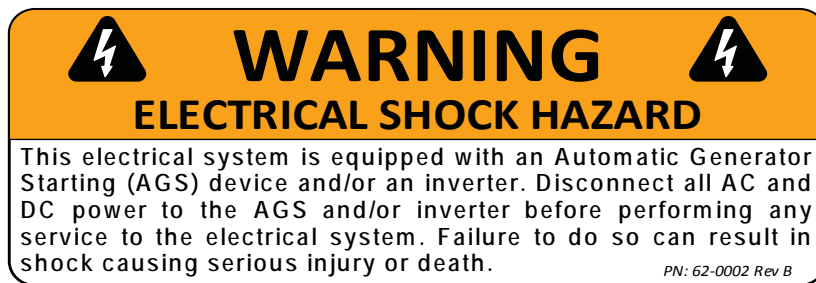 WARNING
ELECTRICAL SHOCK HAZARD
This electrical system is equipped with an Automatic Generator
Starting (AGS) device and/or an inverter. Disconnect all AC and
DC power to the AGS and/or inverter before performing any
service to the electrical system. Failure to do so can result in
shock causing serious injury or death.
PN: 62-0002 Rev B